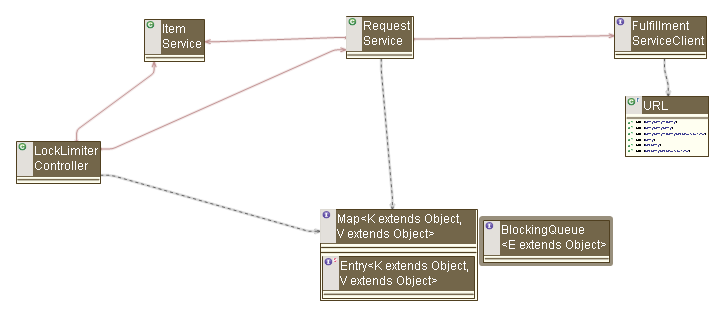 C Item
Service
C Request
Service
I Fulfillment
ServiceClient
C F URL
C LockLimiter
Controller
I Map<K extends Object,
V extends Object>
I Entry<K extends Object,
V extends Object>
I BlockingQueue
<E extends Object>